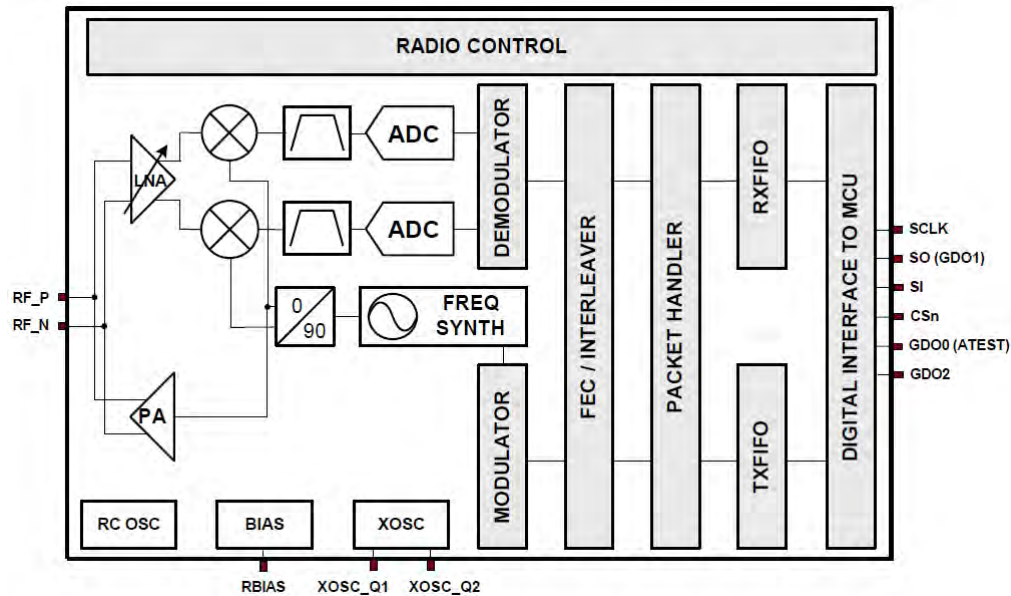 RADIO CONTROL
LNA
ADC
ADC
DEMODULATOR
FEC / INTERLEAVER
PACKET HANDLER
RXFIFO
DIGITAL INTERFACE TO MCU
SCLK
SO (GDO1)
SI
CSn
GDO0 (ATEST)
GDO2
RF_P
RF_N
0
90
FREQ
SYNTH
PA
MODULATOR
TXFIFO
RC OSC
BIAS
XOSC
RBIAS
XOSC_Q1
XOSC_Q2